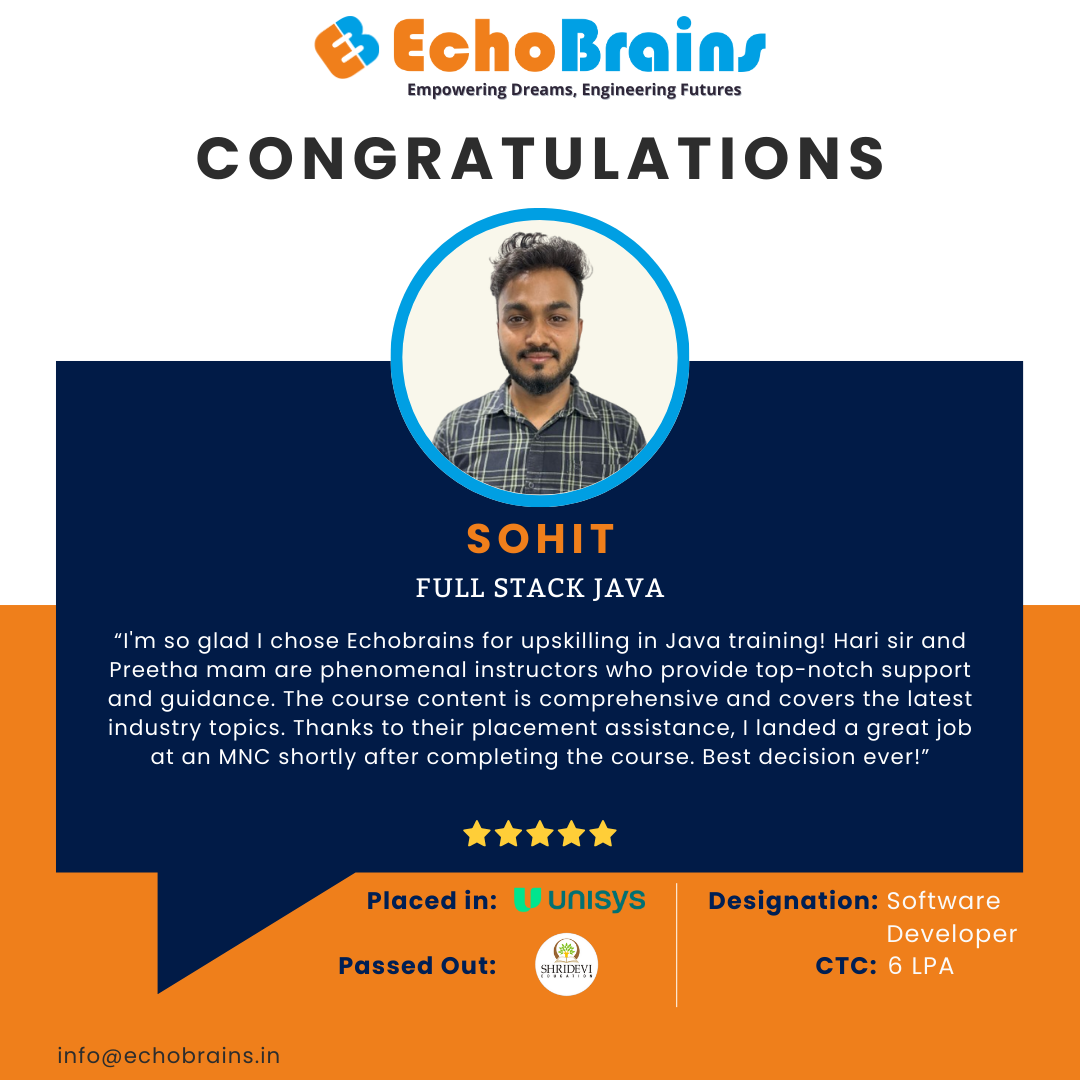 EchoBrains
Empowering Dreams, Engineering Futures
CONGRATULATIONS
SOHIT
FULL STACK JAVA
“I'm so glad I chose Echobrains for upskilling in Java training! Hari sir and
Preetha mam are phenomenal instructors who provide top-notch support
and guidance. The course content is comprehensive and covers the latest
industry topics. Thanks to their placement assistance, I landed a great job
at an MNC shortly after completing the course. Best decision ever!”
Placed in: UNISYS
Designation: Software
Developer
Passed Out: SHRIDEVI
EDUCATION
CTC: 6 LPA
info@echobrains.in